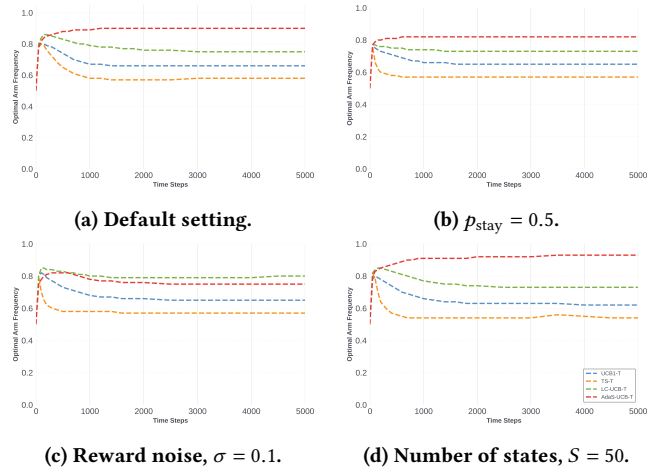 1.0
0.8
0.6
0.4
0.2
0.0
Optimal Arm Frequency
0 1000 2000 3000 4000 5000
Time Steps
(a) Default setting.
1.0
0.8
0.6
0.4
0.2
0.0
Optimal Arm Frequency
0 1000 2000 3000 4000 5000
Time Steps
(b) p_stay = 0.5.
1.0
0.8
0.6
0.4
0.2
0.0
Optimal Arm Frequency
0 1000 2000 3000 4000 5000
Time Steps
(c) Reward noise, σ = 0.1.
1.0
0.8
0.6
0.4
0.2
0.0
Optimal Arm Frequency
UCB1-T
TS-T
LC-UCB-T
AdaS-UCB-T
0 1000 2000 3000 4000 5000
Time Steps
(d) Number of states, S = 50.